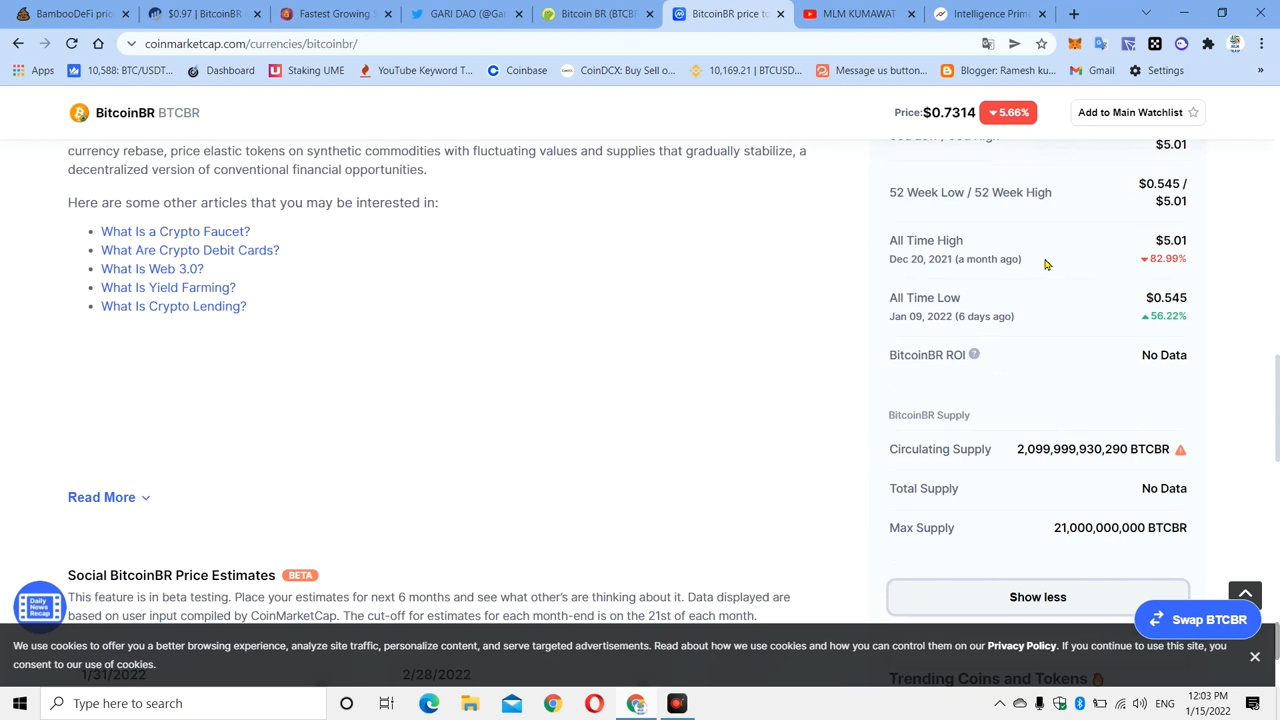 BambooDeFi pric
$0.97 | BitcoinBR
Fastest Growing S
GARI DAO (@Gar
Bitcoin BR (BTCBR
BitcoinBR price to
MLM KUMAWAT
Intelligence Prim
coinmarketcap.com/currencies/bitcoinbr/
Apps
10,588: BTC/USDT...
Dashboard
Staking UME
YouTube Keyword T...
Coinbase
CoinDCX: Buy Sell o...
10,169.21 | BTCUSD...
Message us button...
Blogger: Ramesh ku...
Gmail
Settings
BitcoinBR BTCBR
Price: $0.7314 5.66%
Add to Main Watchlist
currency rebase, price elastic tokens in synthetic commodities with fluctuating values and supplies that gradually stabilize, a
decentralized version of conventional financial opportunities.
Here are some other articles that you may be interested in:
What Is a Crypto Faucet?
What Are Crypto Debit Cards?
What Is Web 3.0?
What Is Yield Farming?
What Is Crypto Lending?
Read More
Social BitcoinBR Price Estimates BETA
This feature is in beta testing. Place your estimates for next 6 months and see what other's are thinking about it. Data displayed are
based on user input compiled by CoinMarketCap. The cut-off for estimates for each month-end is on the 21st of each month.
1/31/2022
2/28/2022
Daily
News
Recap
$5.01
52 Week Low / 52 Week High
$0.545 /
$5.01
All Time High
$5.01
Dec 20, 2021 (a month ago)
82.99%
All Time Low
$0.545
Jan 09, 2022 (6 days ago)
56.22%
BitcoinBR ROI
No Data
BitcoinBR Supply
Circulating Supply
2,099,999,930,290 BTCBR
Total Supply
No Data
Max Supply
21,000,000,000 BTCBR
Show less
Swap BTCBR
Trending Coins and Tokens
We use cookies to offer you a better browsing experience, analyze site traffic, personalize content, and serve targeted advertisements. Read about how we use cookies and how you can control them on our Privacy Policy. If you continue to use this site, you
consent to our use of cookies.
Type here to search
ENG
12:03 PM
1/15/2022